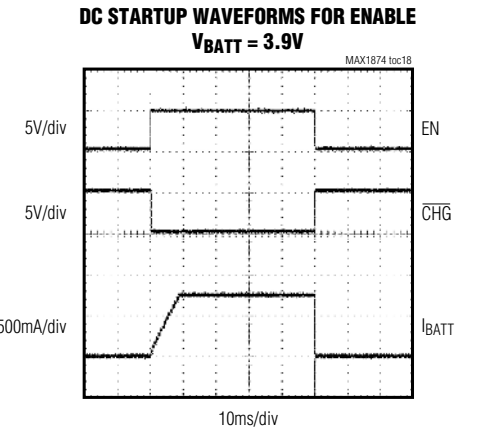 DC STARTUP WAVEFORMS FOR ENABLE
VBATT = 3.9V
MAX1874 toc18
5V/div
EN
5V/div
CHG
500mA/div
IBATT
10ms/div